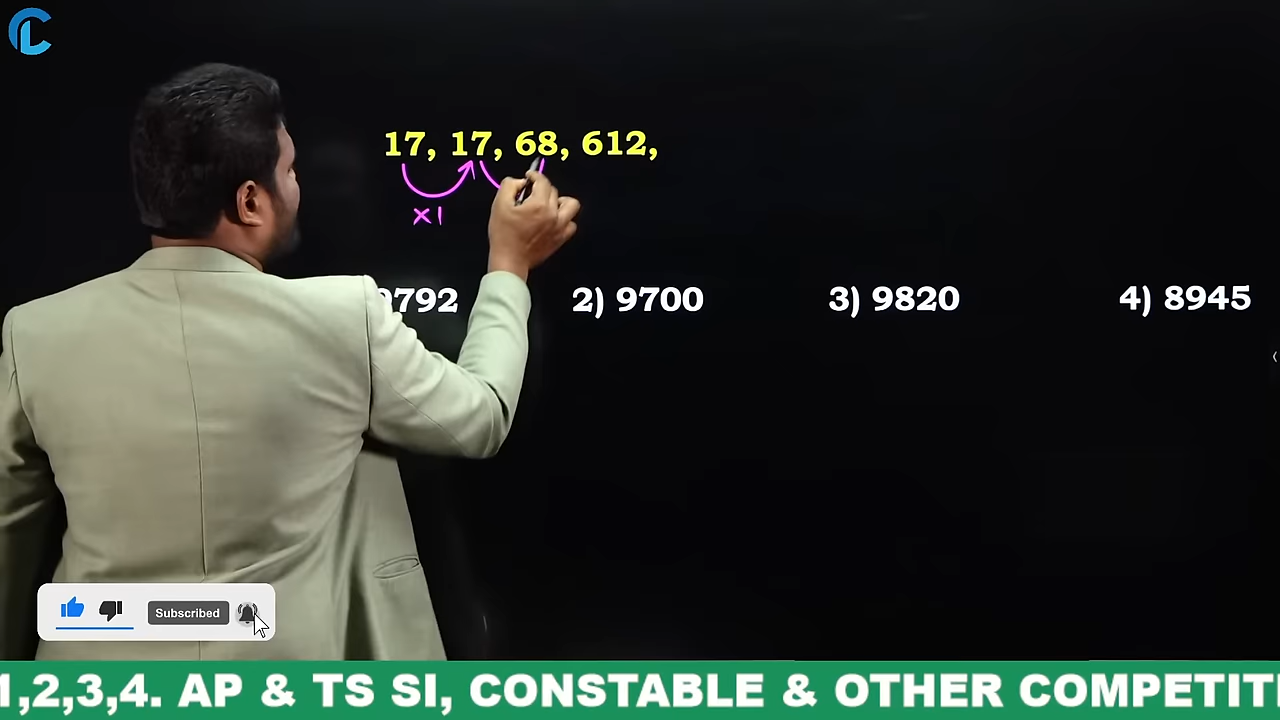 17, 17, 68, 612,
×1
9792 2) 9700 3) 9820 4) 8945
Subscribed
1,2,3,4. AP & TS SI, CONSTABLE & OTHER COMPETITI